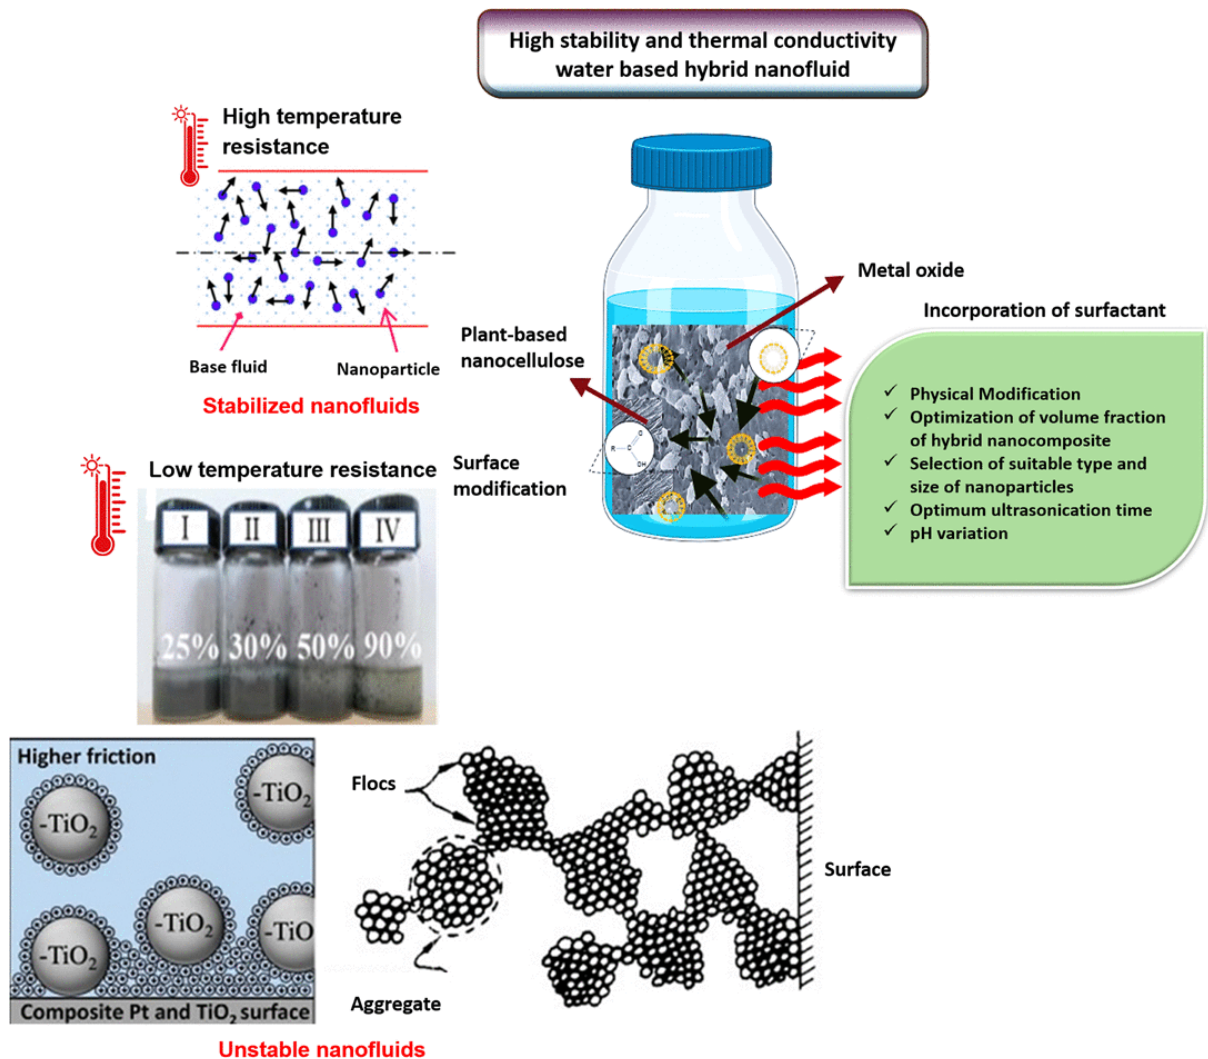 High stability and thermal conductivity
water based hybrid nanofluid
High temperature
resistance
Base fluid
Nanoparticle
Stabilized nanofluids
Metal oxide
Plant-based
nanocellulose
R
C
O
OH
Surface
modification
Incorporation of surfactant
✓ Physical Modification
✓ Optimization of volume fraction
of hybrid nanocomposite
✓ Selection of suitable type and
size of nanoparticles
✓ Optimum ultrasonication time
✓ pH variation
Low temperature resistance
I II III IV
25% 30% 50% 90%
Higher friction
-TiO₂
-TiO₂
-TiO₂
-TiO₂
-TiO
Composite Pt and TiO₂ surface
Flocs
Aggregate
Surface
Unstable nanofluids